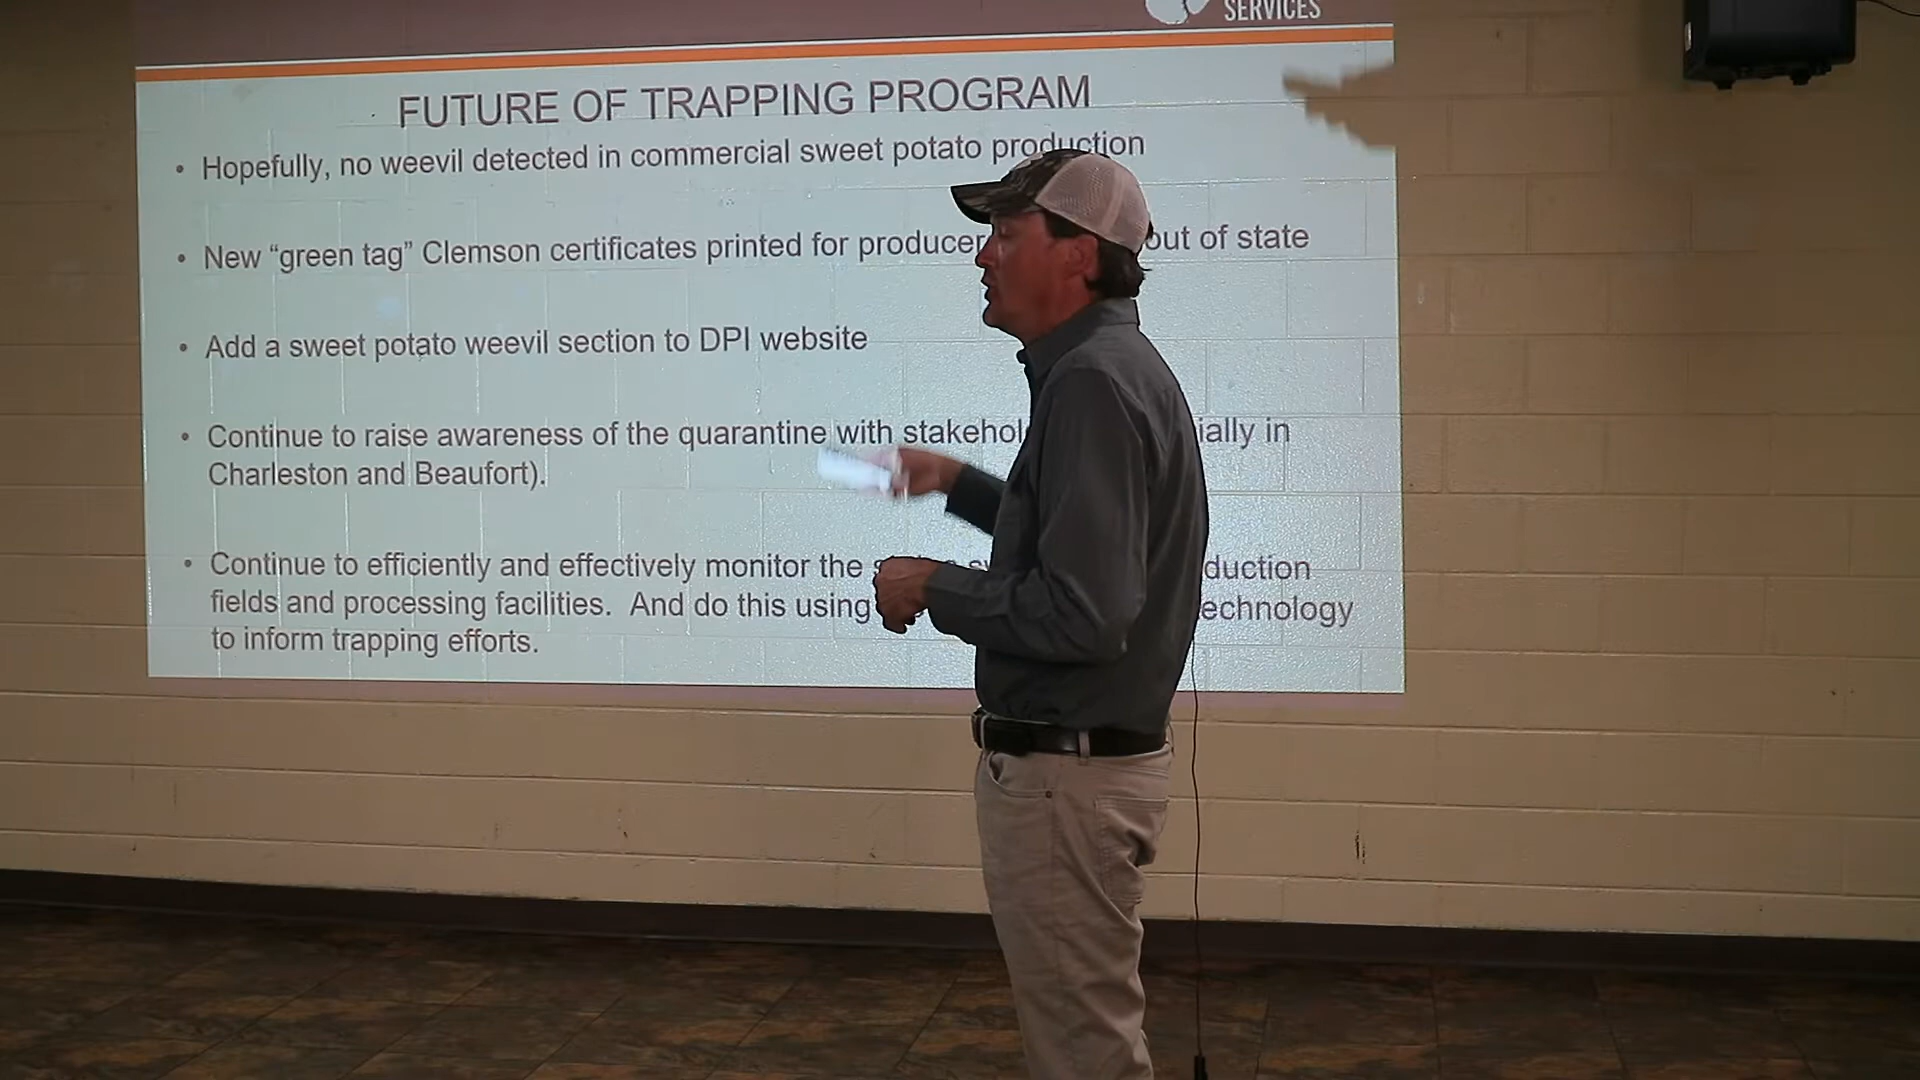 SERVICES
FUTURE OF TRAPPING PROGRAM
• Hopefully, no weevil detected in commercial sweet potato production
• New “green tag” Clemson certificates printed for producer out of state
• Add a sweet potato weevil section to DPI website
• Continue to raise awareness of the quarantine with stakehol ially in
Charleston and Beaufort).
• Continue to efficiently and effectively monitor the duction
fields and processing facilities. And do this using echnology
to inform trapping efforts.